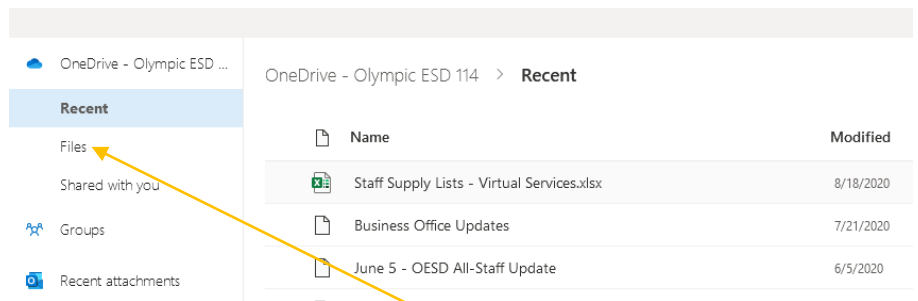 OneDrive - Olympic ESD ...
Recent
Files
Shared with you
Groups
Recent attachments
OneDrive - Olympic ESD 114 > Recent
Name Modified
Staff Supply Lists - Virtual Services.xlsx 8/18/2020
Business Office Updates 7/21/2020
June 5 - OESD All-Staff Update 6/5/2020